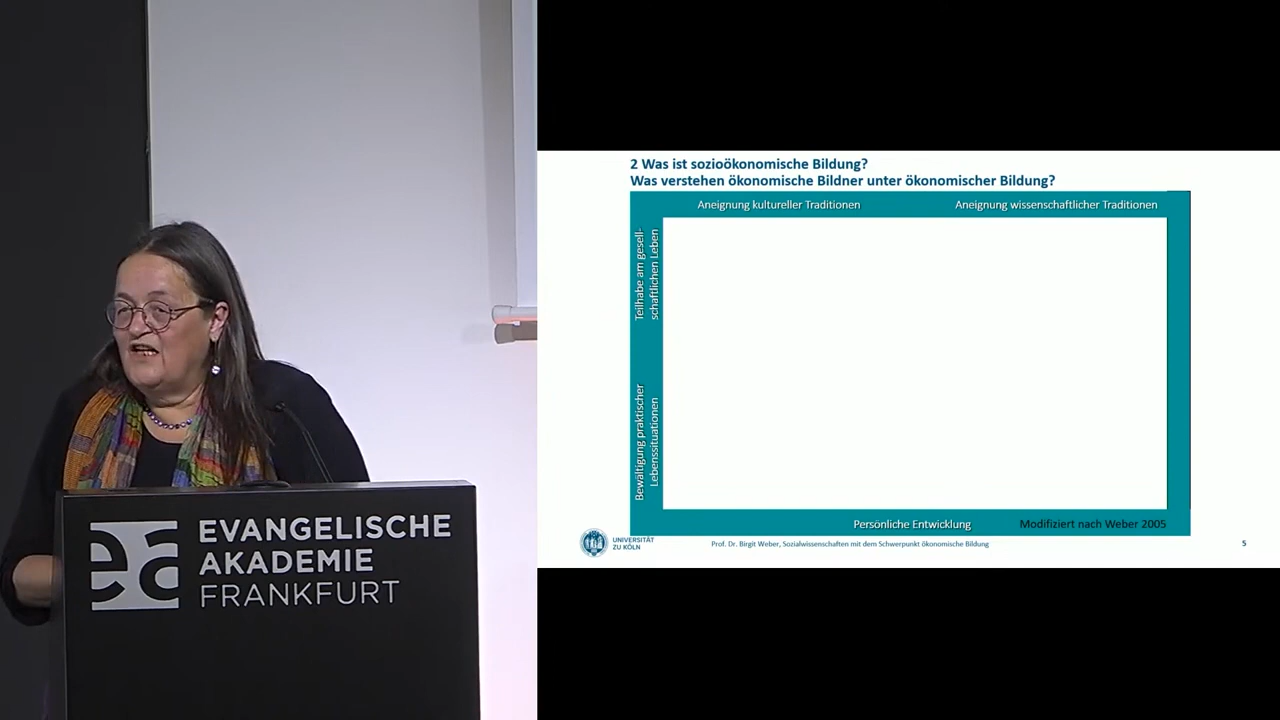 EVANGELISCHE
AKADEMIE
FRANKFURT
2 Was ist sozioökonomische Bildung?
Was verstehen ökonomische Bildner unter ökonomischer Bildung?
Aneignung kultureller Traditionen
Aneignung wissenschaftlicher Traditionen
Teilhabe am gesell-
schaftlichen Leben
Bewältigung praktischer
Lebenssituationen
Persönliche Entwicklung
Modifiziert nach Weber 2005
UNIVERSITÄT
ZU KÖLN
Prof. Dr. Birgit Weber, Sozialwissenschaften mit dem Schwerpunkt ökonomische Bildung
5